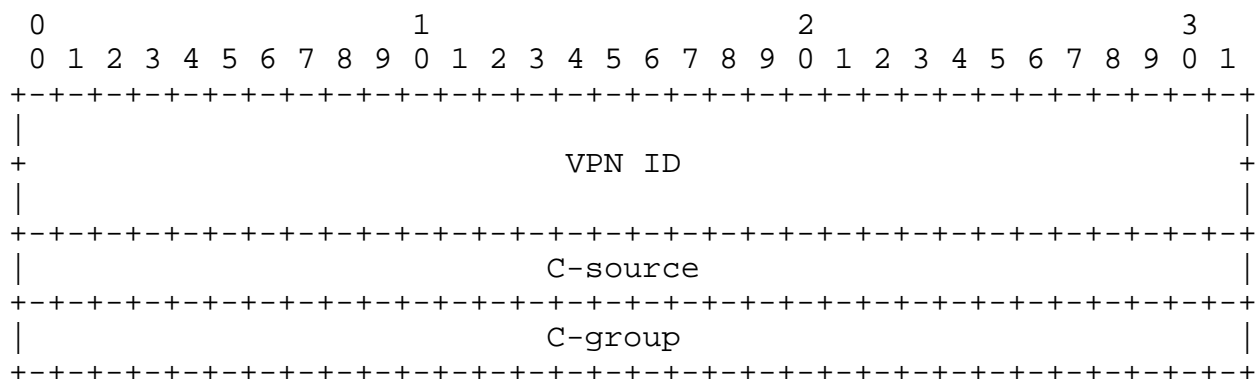 0                   1                   2                   3
 0 1 2 3 4 5 6 7 8 9 0 1 2 3 4 5 6 7 8 9 0 1 2 3 4 5 6 7 8 9 0 1
+-+-+-+-+-+-+-+-+-+-+-+-+-+-+-+-+-+-+-+-+-+-+-+-+-+-+-+-+-+-+-+-+
|                                                               |
+                            VPN ID                             +
|                                                               |
+-+-+-+-+-+-+-+-+-+-+-+-+-+-+-+-+-+-+-+-+-+-+-+-+-+-+-+-+-+-+-+-+
|                           C-source                            |
+-+-+-+-+-+-+-+-+-+-+-+-+-+-+-+-+-+-+-+-+-+-+-+-+-+-+-+-+-+-+-+-+
|                           C-group                             |
+-+-+-+-+-+-+-+-+-+-+-+-+-+-+-+-+-+-+-+-+-+-+-+-+-+-+-+-+-+-+-+-+